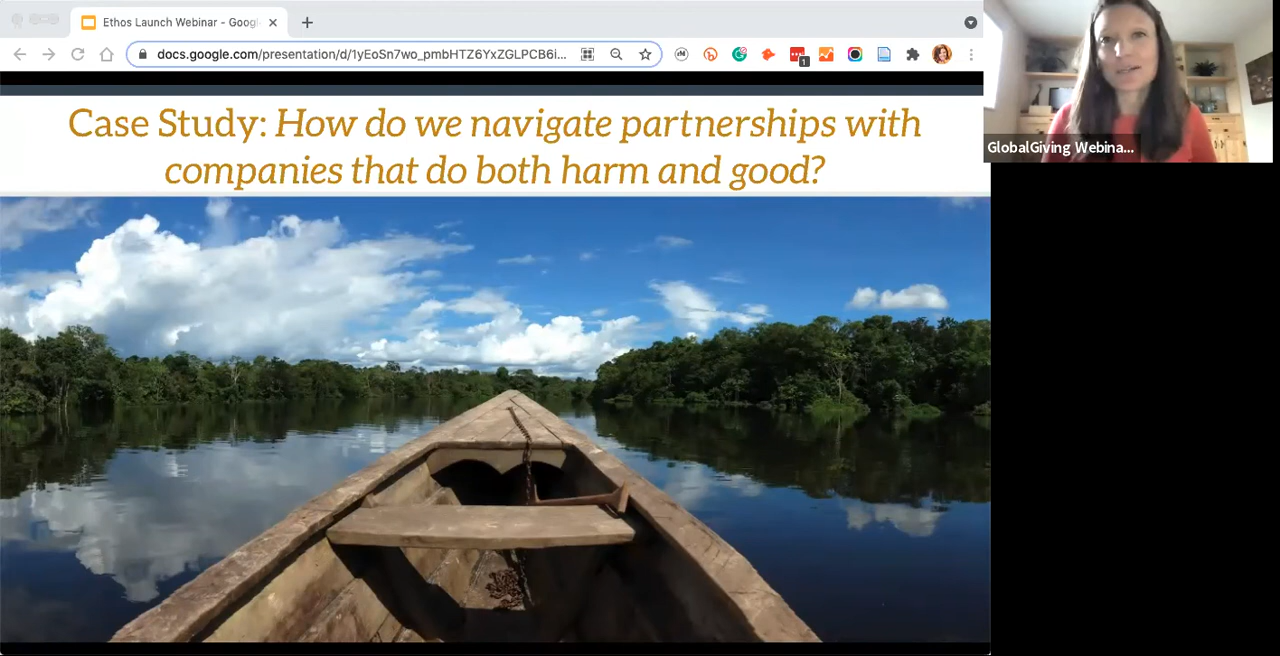 Ethos Launch Webinar - Goog
docs.google.com/presentation/d/1yEoSn7wo_pmbHTZ6YxZGLPCB6i...
1
GlobalGiving Webina...
Case Study: How do we navigate partnerships with
companies that do both harm and good?